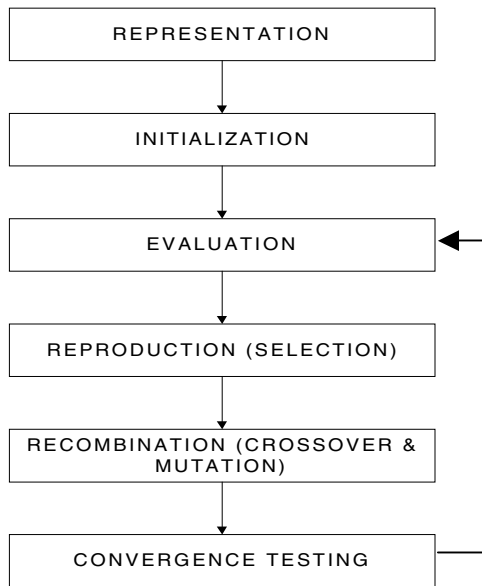 REPRESENTATION
INITIALIZATION
EVALUATION
REPRODUCTION (SELECTION)
RECOMBINATION (CROSSOVER &
MUTATION)
CONVERGENCE TESTING